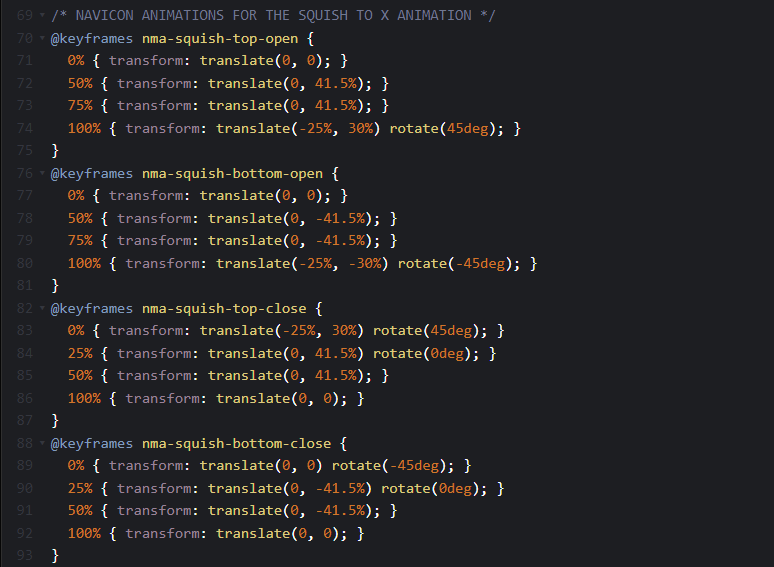 69 /* NAVICON ANIMATIONS FOR THE SQUISH TO X ANIMATION */
70 @keyframes nma-squish-top-open {
71 0% { transform: translate(0, 0); }
72 50% { transform: translate(0, 41.5%); }
73 75% { transform: translate(0, 41.5%); }
74 100% { transform: translate(-25%, 30%) rotate(45deg); }
75 }
76 @keyframes nma-squish-bottom-open {
77 0% { transform: translate(0, 0); }
78 50% { transform: translate(0, -41.5%); }
79 75% { transform: translate(0, -41.5%); }
80 100% { transform: translate(-25%, -30%) rotate(-45deg); }
81 }
82 @keyframes nma-squish-top-close {
83 0% { transform: translate(-25%, 30%) rotate(45deg); }
84 25% { transform: translate(0, 41.5%) rotate(0deg); }
85 50% { transform: translate(0, 41.5%); }
86 100% { transform: translate(0, 0); }
87 }
88 @keyframes nma-squish-bottom-close {
89 0% { transform: translate(0, 0) rotate(-45deg); }
90 25% { transform: translate(0, -41.5%) rotate(0deg); }
91 50% { transform: translate(0, -41.5%); }
92 100% { transform: translate(0, 0); }
93 }